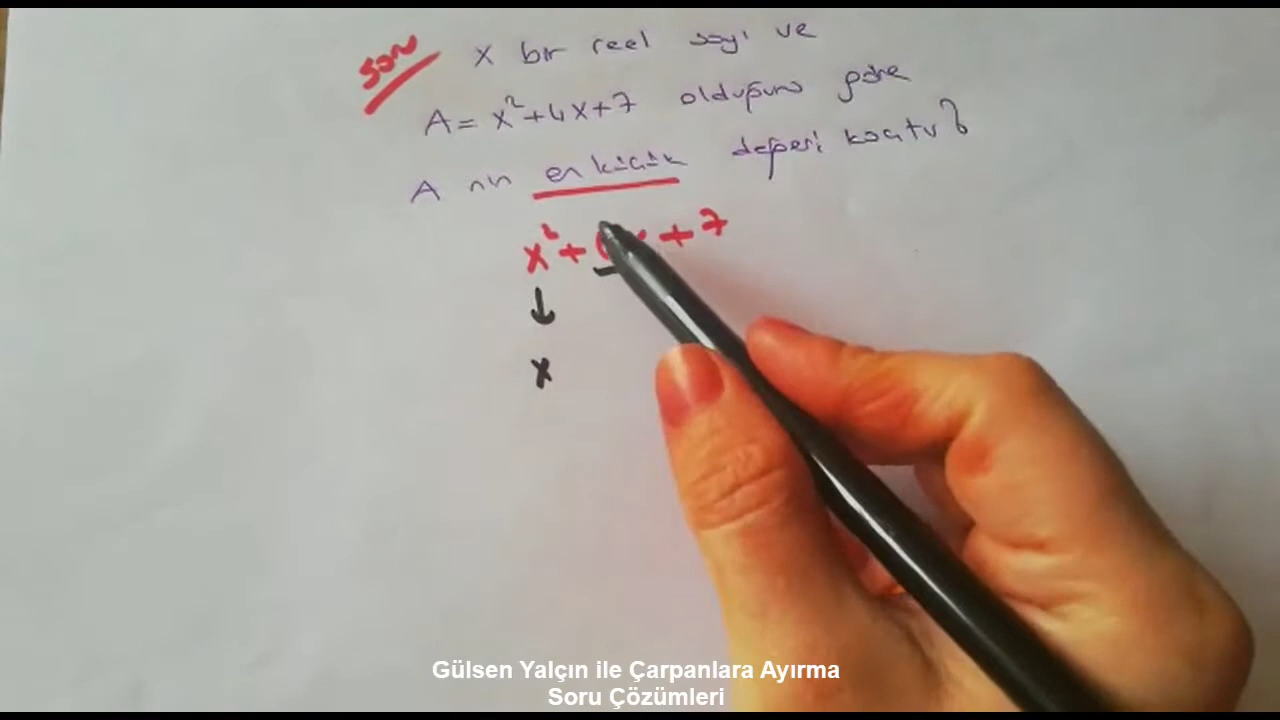 Soru x bir reel sayı ve
A = x²+4x+7 olduğuna göre
A nın en küçük değeri kaçtır?
x² + + 7
↓
x
Gülsen Yalçın ile Çarpanlara Ayırma
Soru Çözümleri